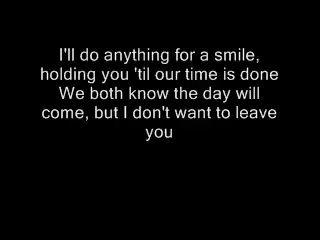 I'll do anything for a smile,
holding you 'til our time is done
We both know the day will
come, but I don't want to leave
you